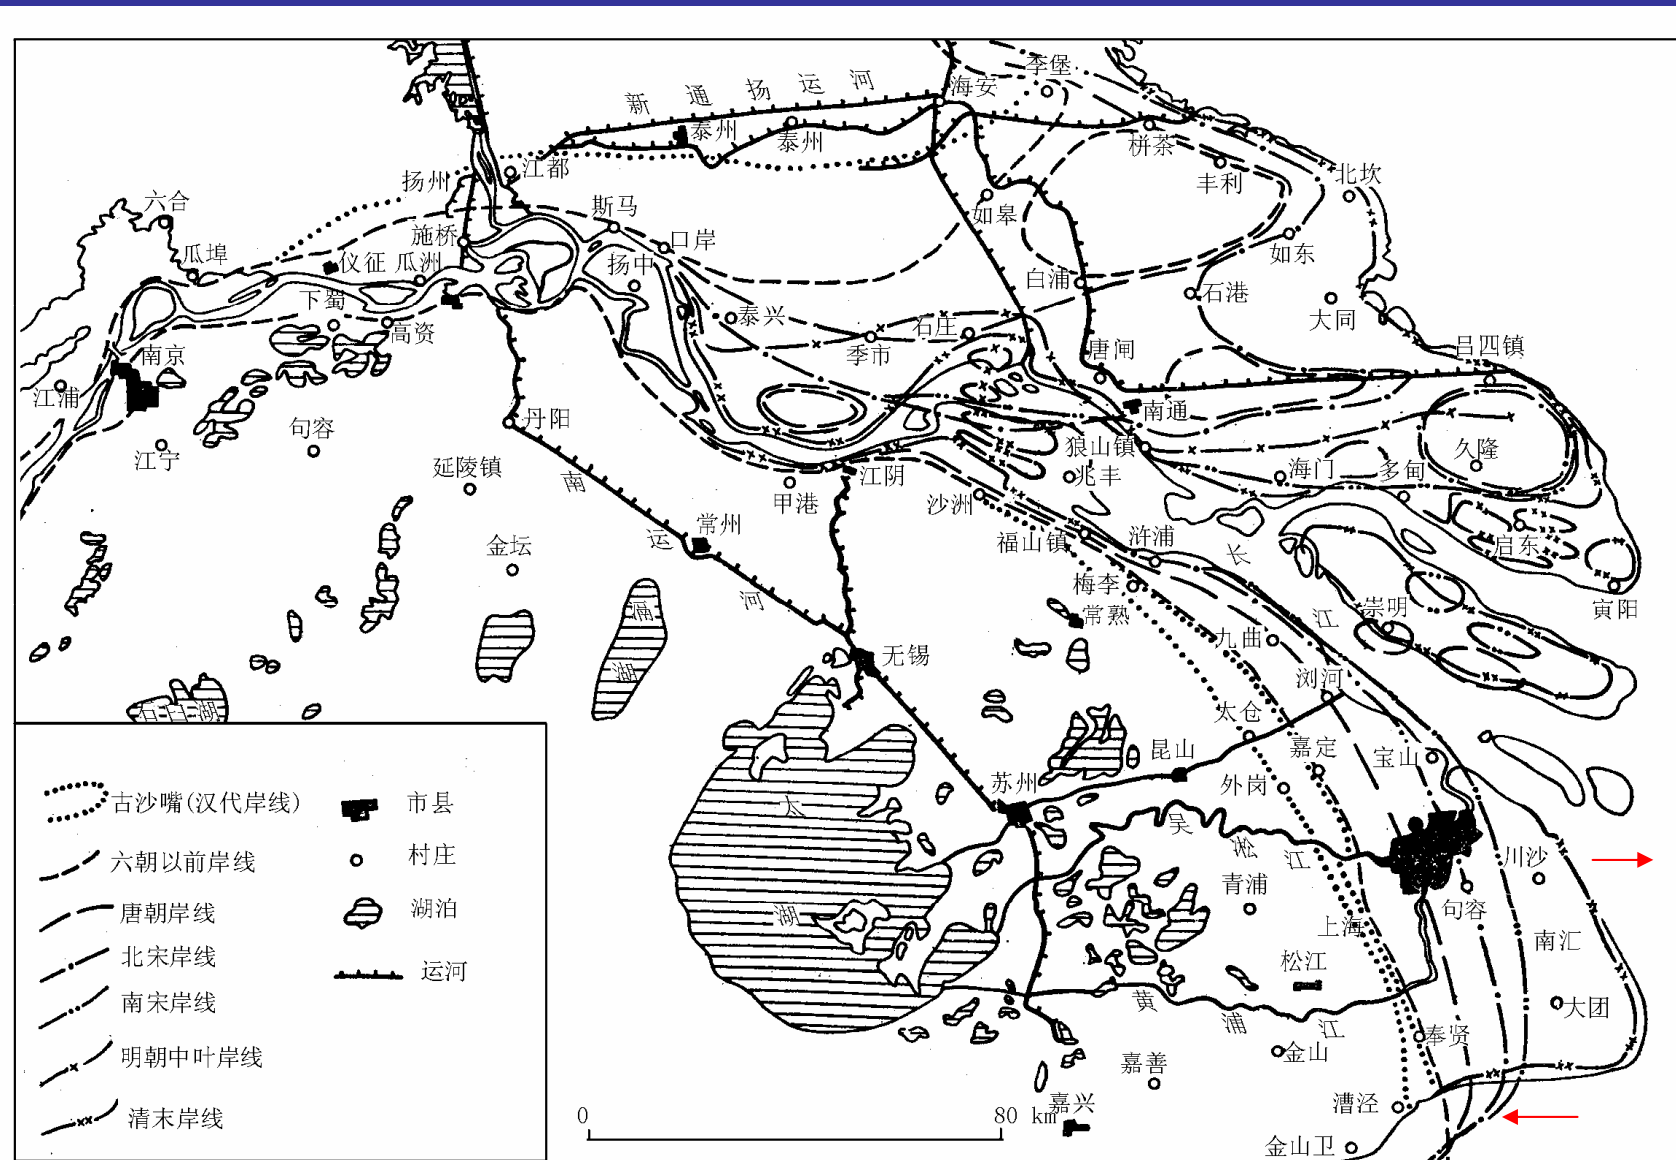 李堡
海安
新通扬运河
泰州
泰州
栟茶
江都
扬州
丰利
北坎
六合
斯马
如皋
施桥
口岸
瓜埠
仪征
瓜洲
扬中
如东
白浦
石港
下蜀
泰兴
石庄
大同
高资
季市
唐闸
吕四镇
南京
江浦
南通
句容
丹阳
狼山镇
久隆
江宁
延陵镇
江阴
兆丰
海门
多甸
甲港
沙洲
南运河
常州
福山镇
浒浦
启东
金坛
长江
梅李
寅阳
常熟
崇明
滆湖
九曲
无锡
浏河
石臼湖
太仓
嘉定
宝山
昆山
外岗
苏州
太湖
吴淞江
川沙
青浦
句容
上海
南汇
松江
黄浦江
大团
奉贤
金山
嘉善
漕泾
嘉兴
金山卫
古沙嘴(汉代岸线)
六朝以前岸线
唐朝岸线
北宋岸线
南宋岸线
明朝中叶岸线
清末岸线
市县
村庄
湖泊
运河
0
80 km